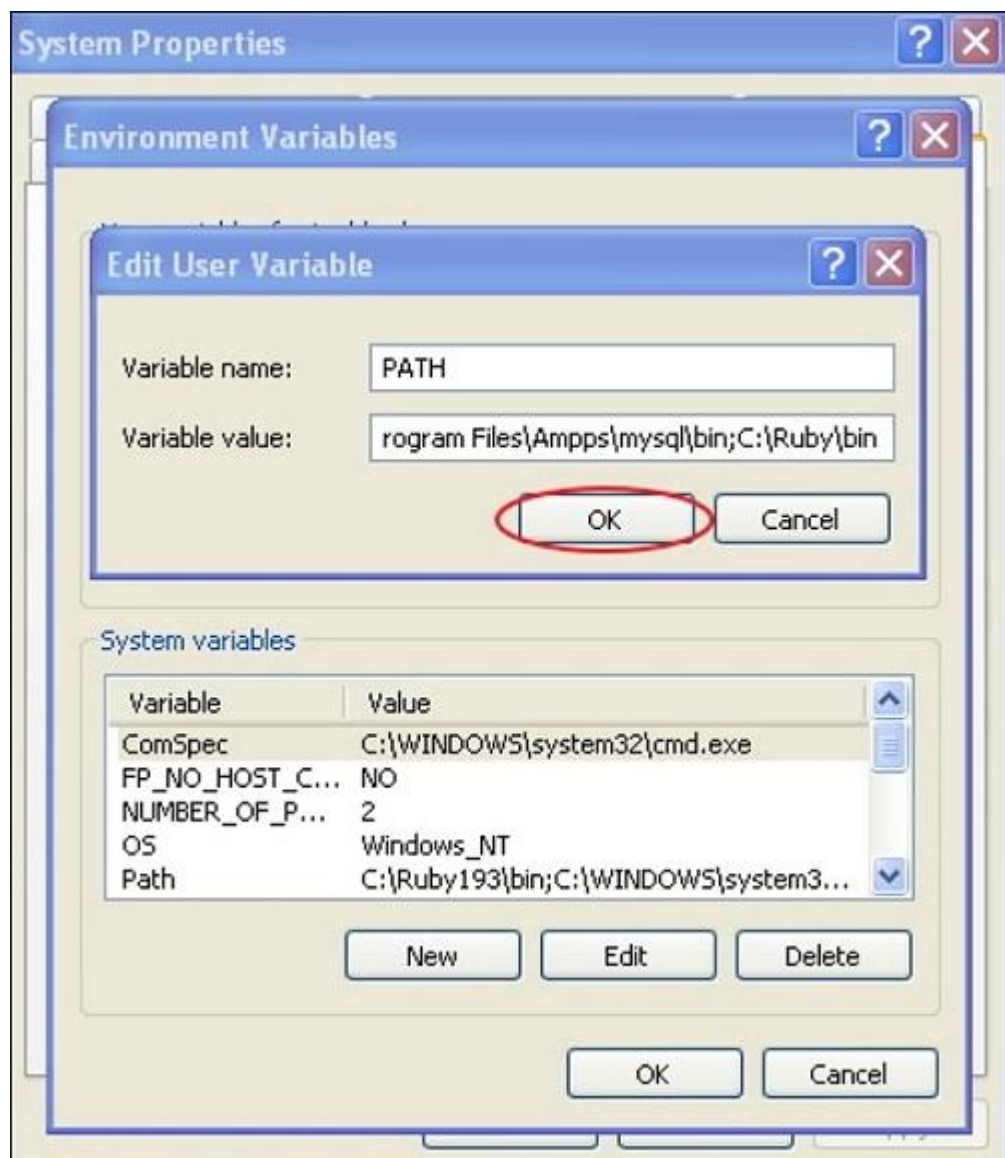 System Properties
Environment Variables
Edit User Variable
Variable name:
PATH
Variable value:
rogram Files\Ampps\mysql\bin;C:\Ruby\bin
OK
Cancel
System variables
Variable
Value
ComSpec
C:\WINDOWS\system32\cmd.exe
FP_NO_HOST_C...
NO
NUMBER_OF_P...
2
OS
Windows_NT
Path
C:\Ruby193\bin;C:\WINDOWS\system3...
New
Edit
Delete
OK
Cancel